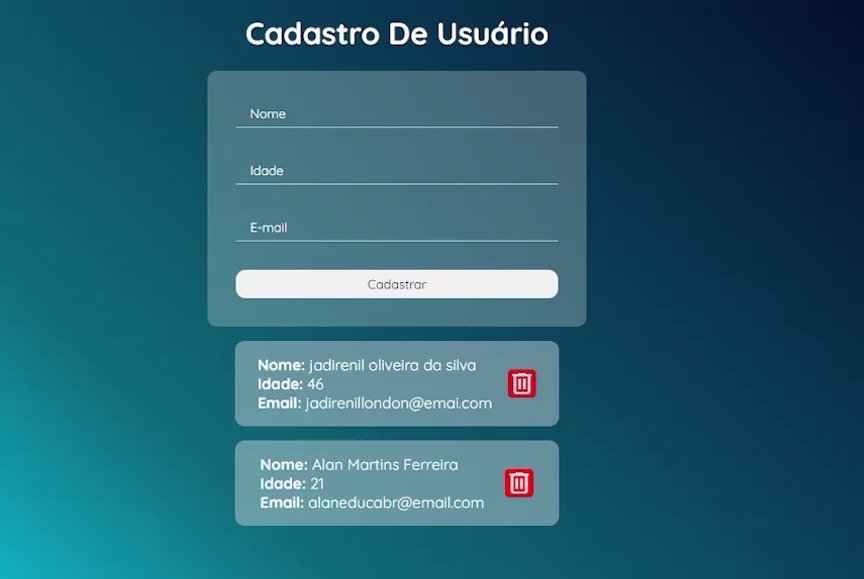 Cadastro De Usuário
Nome
Idade
E-mail
Cadastrar
Nome: jadirenil oliveira da silva
Idade: 46
Email: jadirenillondon@emai.com
Nome: Alan Martins Ferreira
Idade: 21
Email: alaneducabr@email.com